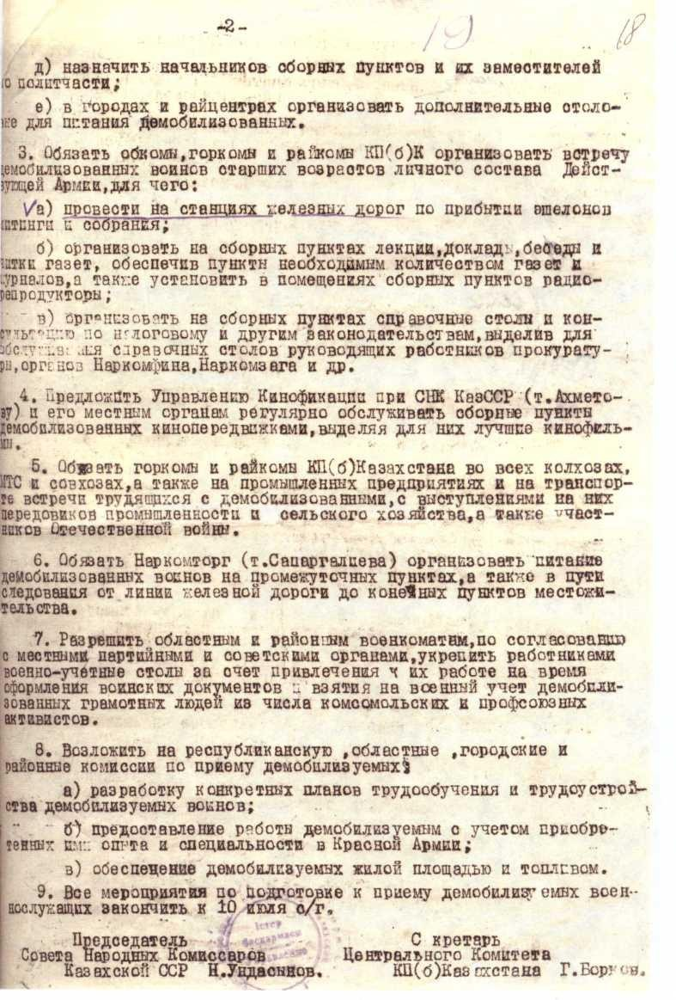 -2-
19
18
д) назначить начальников сборных пунктов и их заместителей
по политчасти;
е) в городах и райцентрах организовать дополнительные столо-
вые для питания демобилизованных.
3. Обязать обкомы,горкомы и райкомы КП(б)К организовать встречу
демобилизованных воинов старших возрастов личного состава Дейст-
вующей Армии,для чего:
√а) провести на станциях железных дорог по прибытии эшелонов
митинги и собрания;
б) организовать на сборных пунктах лекции,доклады,беседы и
читки газет, обеспечив пункты необходимым количеством газет и
журналов,а также установить в помещениях сборных пунктов радио-
репродукторы;
в) организовать на сборных пунктах справочные столы и кон-
сультацию по налоговому и другим законодательствам,выделив для
обслуживания справочных столов руководящих работников прокурату-
ры,органов Наркомфина,Наркомзага и др.
4. Предложить Управлению Кинофикации при СНК КазССР (т.Ахмето-
ву) и его местным органам регулярно обслуживать сборные пункты
демобилизованных кинопередвижками,выделяя для них лучшие кинофиль-
мы.
5. Обязать горкомы и райкомы КП(б)Казахстана во всех колхозах,
МТС и совхозах,а также на промышленных предприятиях и на транспор-
те встречи трудящихся с демобилизованными,с выступлениями на них
передовиков промышленности и сельского хозяйства,а также участ-
ников Отечественной войны.
6. Обязать Наркомторг (т.Сапаргалиева) организовать питание
демобилизованных воинов на промежуточных пунктах,а также в пути
следования от линии железной дороги до конечных пунктов местожи-
тельства.
7. Разрешить областным и районным военкоматам,по согласованию
с местными партийными и советскими органами,укрепить работниками
военно-учетные столы за счет привлечения к их работе на время
оформления воинских документов и взятия на военный учет демобили-
зованных грамотных людей из числа комсомольских и профсоюзных
активистов.
8. Возложить на республиканскую ,областные ,городские и
районные комиссии по приему демобилизуемых:
а) разработку конкретных планов трудообучения и трудоустрой-
ства демобилизуемых воинов;
б) предоставление работы демобилизуемым с учетом приобре-
тенных ими опыта и специальности в Красной Армии;
в) обеспечение демобилизуемых жилой площадью и топливом.
9. Все мероприятия по подготовке к приему демобилизуемых воен-
нослужащих закончить к 10 июля с/г.
Председатель С кретарь
Совета Народных Комиссаров Центрального Комитета
Казахской ССР Н.Ундасынов. КП(б)Казахстана Г.Борков.